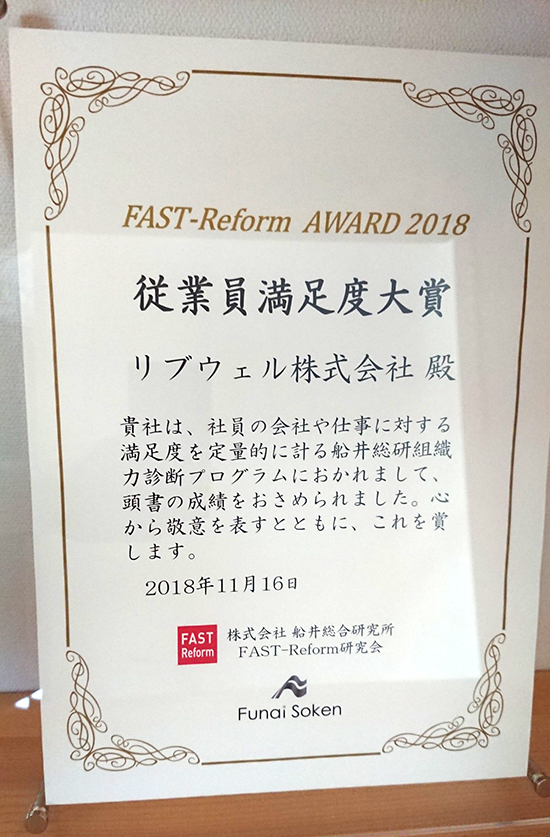 FAST-Reform AWARD 2018
従業員満足度大賞
リブウェル株式会社 殿
貴社は、社員の会社や仕事に対する
満足度を定量的に計る船井総研組織
力診断プログラムにおかれまして、
頭書の成績をおさめられました。心
から敬意を表すとともに、これを賞
します。
2018年11月16日
FAST
Reform
株式会社 船井総合研究所
FAST-Reform研究会
Funai Soken